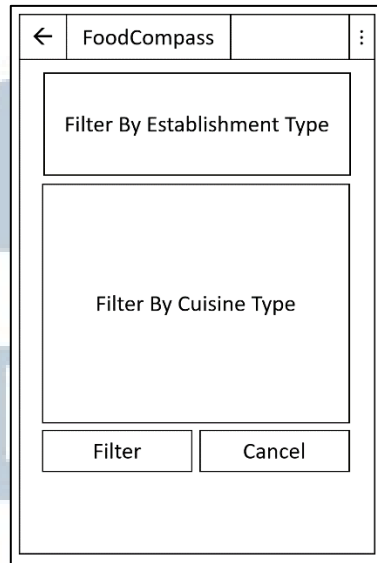 ← FoodCompass ⋮
Filter By Establishment Type
Filter By Cuisine Type
Filter Cancel